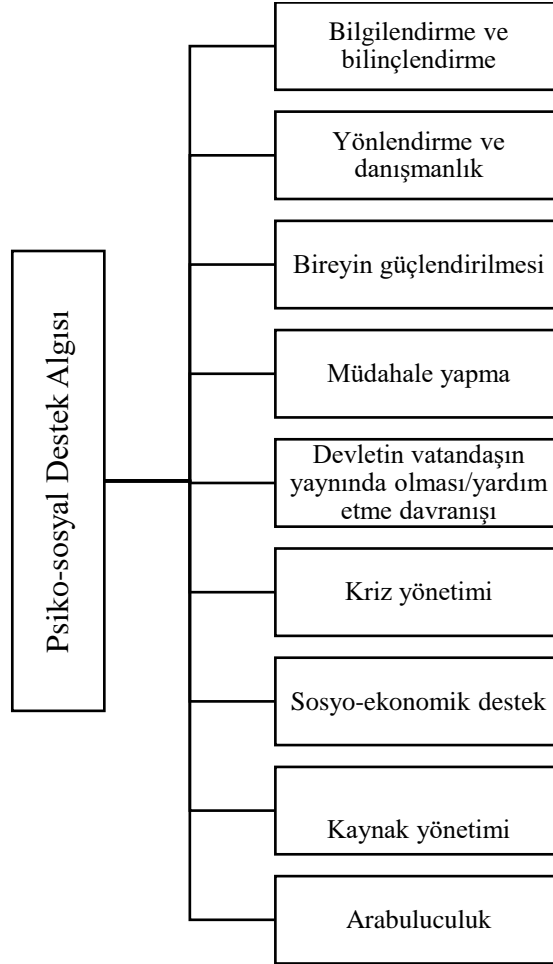 Psiko-sosyal Destek Algısı
Bilgilendirme ve
bilinçlendirme
Yönlendirme ve
danışmanlık
Bireyin güçlendirilmesi
Müdahale yapma
Devletin vatandaşın
yaynında olması/yardım
etme davranışı
Kriz yönetimi
Sosyo-ekonomik destek
Kaynak yönetimi
Arabuluculuk